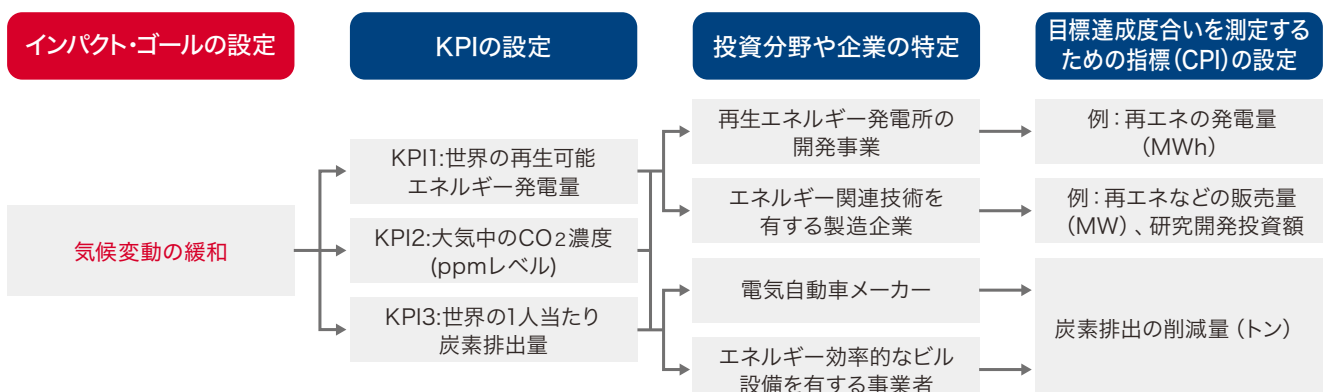 インパクト・ゴールの設定
KPIの設定
投資分野や企業の特定
目標達成度合いを測定する
ための指標(CPI)の設定
気候変動の緩和
KPI1:世界の再生可能
エネルギー発電量
KPI2:大気中のCO2濃度
(ppmレベル)
KPI3:世界の1人当たり
炭素排出量
再生エネルギー発電所の
開発事業
エネルギー関連技術を
有する製造企業
電気自動車メーカー
エネルギー効率的なビル
設備を有する事業者
例:再エネの発電量
(MWh)
例:再エネなどの販売量
(MW)、研究開発投資額
炭素排出の削減量(トン)